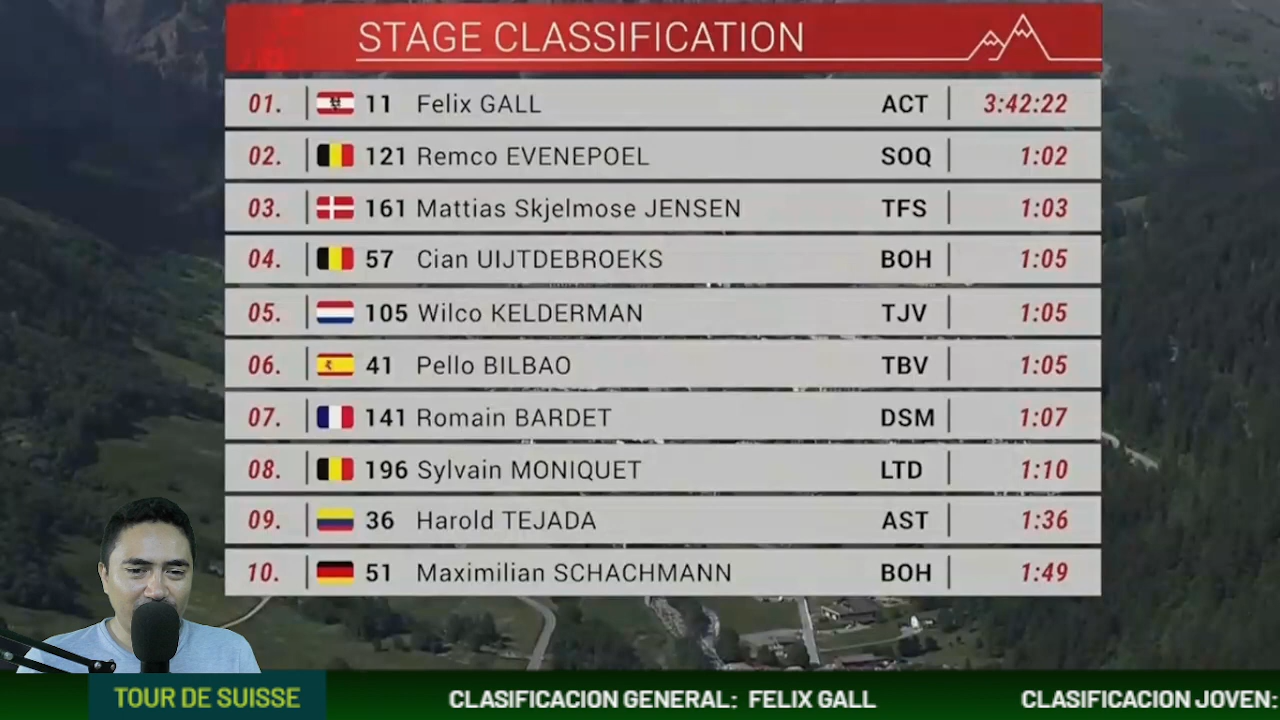 STAGE CLASSIFICATION
01. 11 Felix GALL ACT 3:42:22
02. 121 Remco EVENEPOEL SOQ 1:02
03. 161 Mattias Skjelmose JENSEN TFS 1:03
04. 57 Cian UIJTDEBROEKS BOH 1:05
05. 105 Wilco KELDERMAN TJV 1:05
06. 41 Pello BILBAO TBV 1:05
07. 141 Romain BARDET DSM 1:07
08. 196 Sylvain MONIQUET LTD 1:10
09. 36 Harold TEJADA AST 1:36
10. 51 Maximilian SCHACHMANN BOH 1:49
TOUR DE SUISSE CLASIFICACION GENERAL: FELIX GALL CLASIFICACION JOVEN: